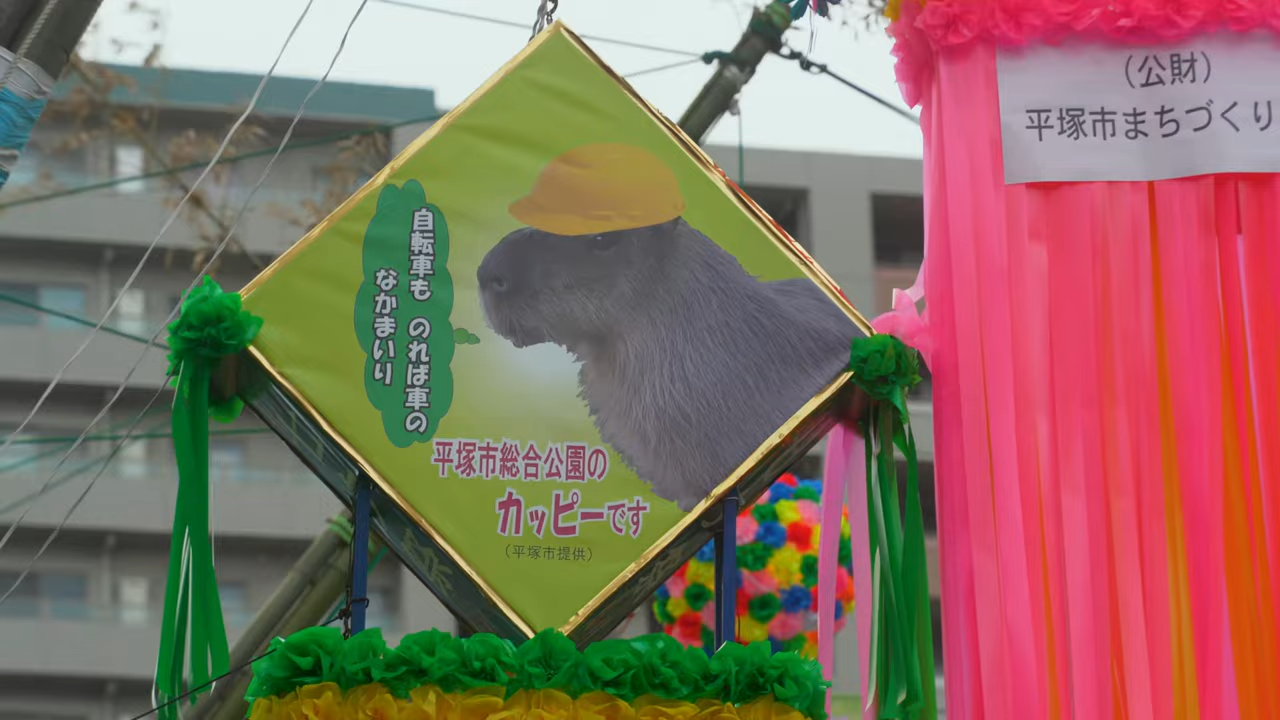 自転車も のれば車の
なかまいり
平塚市総合公園の
カッピーです
（平塚市提供）
（公財）
平塚市まちづくり